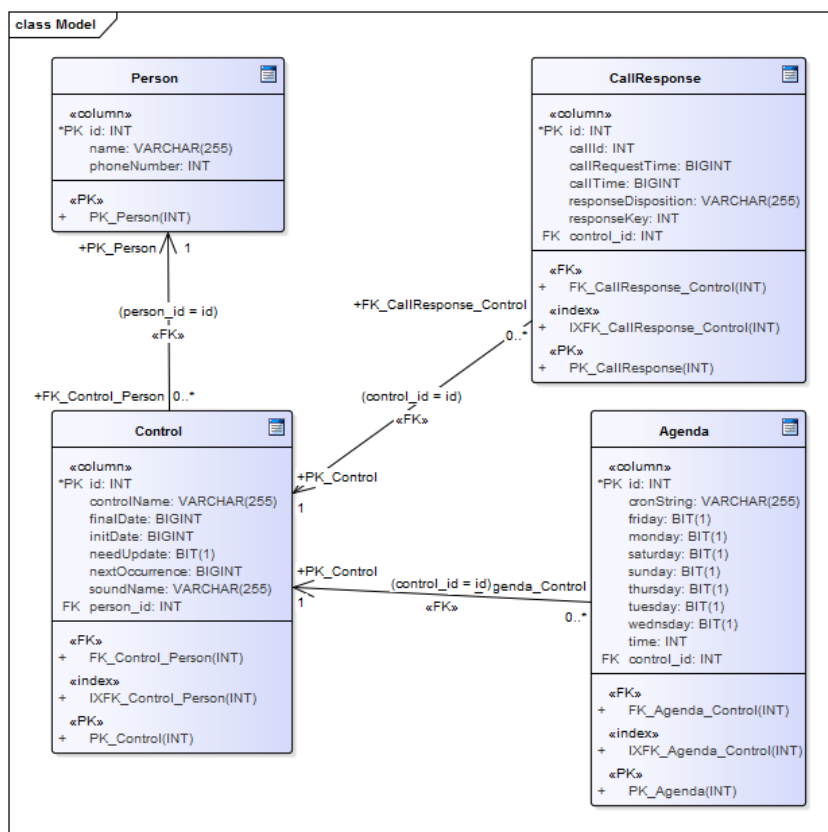 class Model
Person
«column»
*PK id: INT
name: VARCHAR(255)
phoneNumber: INT
«PK»
+ PK_Person(INT)
CallResponse
«column»
*PK id: INT
callId: INT
callRequestTime: BIGINT
callTime: BIGINT
responseDisposition: VARCHAR(255)
responseKey: INT
FK control_id: INT
«FK»
+ FK_CallResponse_Control(INT)
«index»
+ IXFK_CallResponse_Control(INT)
«PK»
+ PK_CallResponse(INT)
+PK_Person 1
(person_id = id)
«FK»
+FK_Control_Person 0..*
+FK_CallResponse_Control
0..*
(control_id = id)
«FK»
+PK_Control
1
Control
«column»
*PK id: INT
controlName: VARCHAR(255)
finalDate: BIGINT
initDate: BIGINT
needUpdate: BIT(1)
nextOccurrence: BIGINT
soundName: VARCHAR(255)
FK person_id: INT
«FK»
+ FK_Control_Person(INT)
«index»
+ IXFK_Control_Person(INT)
«PK»
+ PK_Control(INT)
+PK_Control
1
(control_id = id)
genda_Control
«FK»
0..*
Agenda
«column»
*PK id: INT
cronString: VARCHAR(255)
friday: BIT(1)
monday: BIT(1)
saturday: BIT(1)
sunday: BIT(1)
thursday: BIT(1)
tuesday: BIT(1)
wednsday: BIT(1)
time: INT
FK control_id: INT
«FK»
+ FK_Agenda_Control(INT)
«index»
+ IXFK_Agenda_Control(INT)
«PK»
+ PK_Agenda(INT)